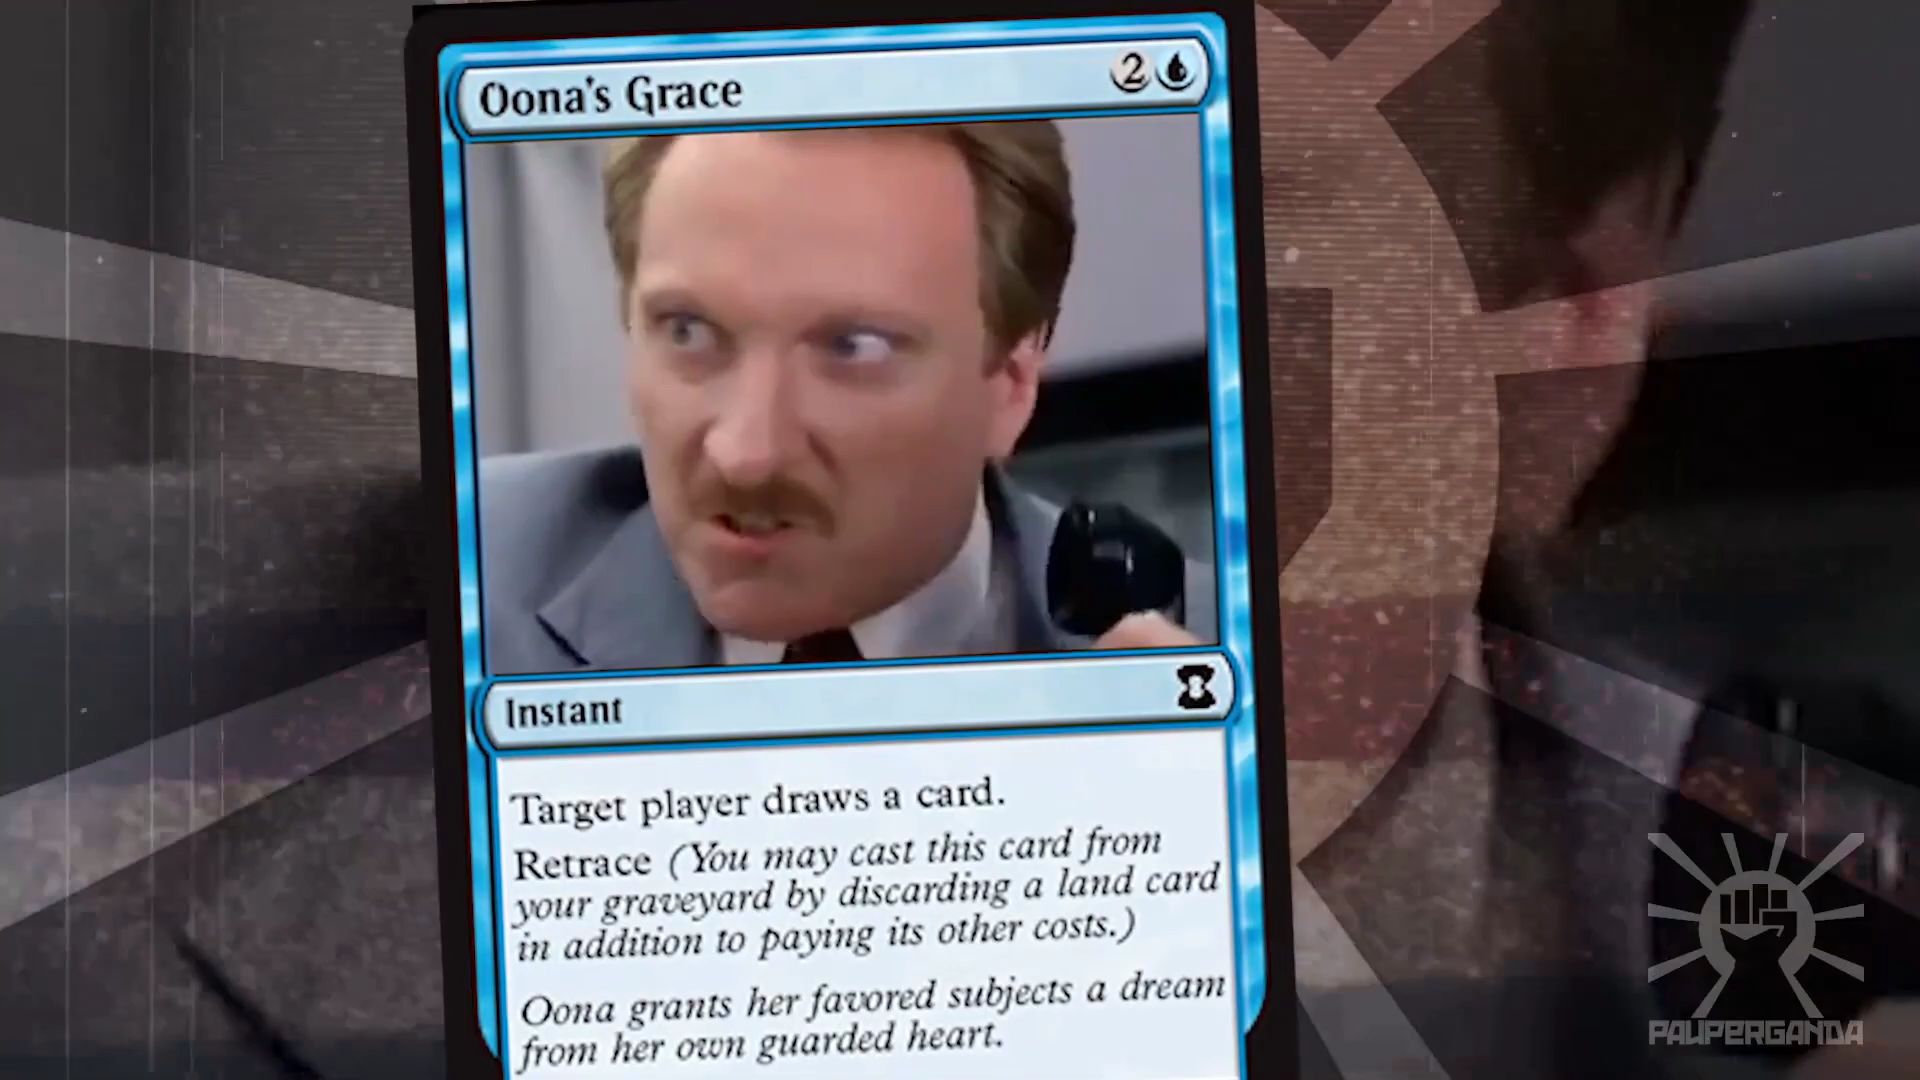 Oona's Grace
2
Instant
Target player draws a card.
Retrace (You may cast this card from
your graveyard by discarding a land card
in addition to paying its other costs.)
Oona grants her favored subjects a dream
from her own guarded heart.
PAUPERGANDA